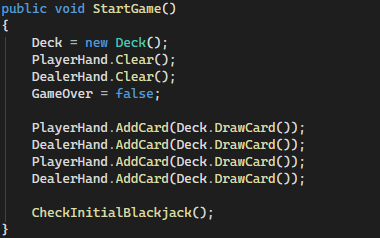 public void StartGame()
{
    Deck = new Deck();
    PlayerHand.Clear();
    DealerHand.Clear();
    GameOver = false;

    PlayerHand.AddCard(Deck.DrawCard());
    DealerHand.AddCard(Deck.DrawCard());
    PlayerHand.AddCard(Deck.DrawCard());
    DealerHand.AddCard(Deck.DrawCard());

    CheckInitialBlackjack();
}